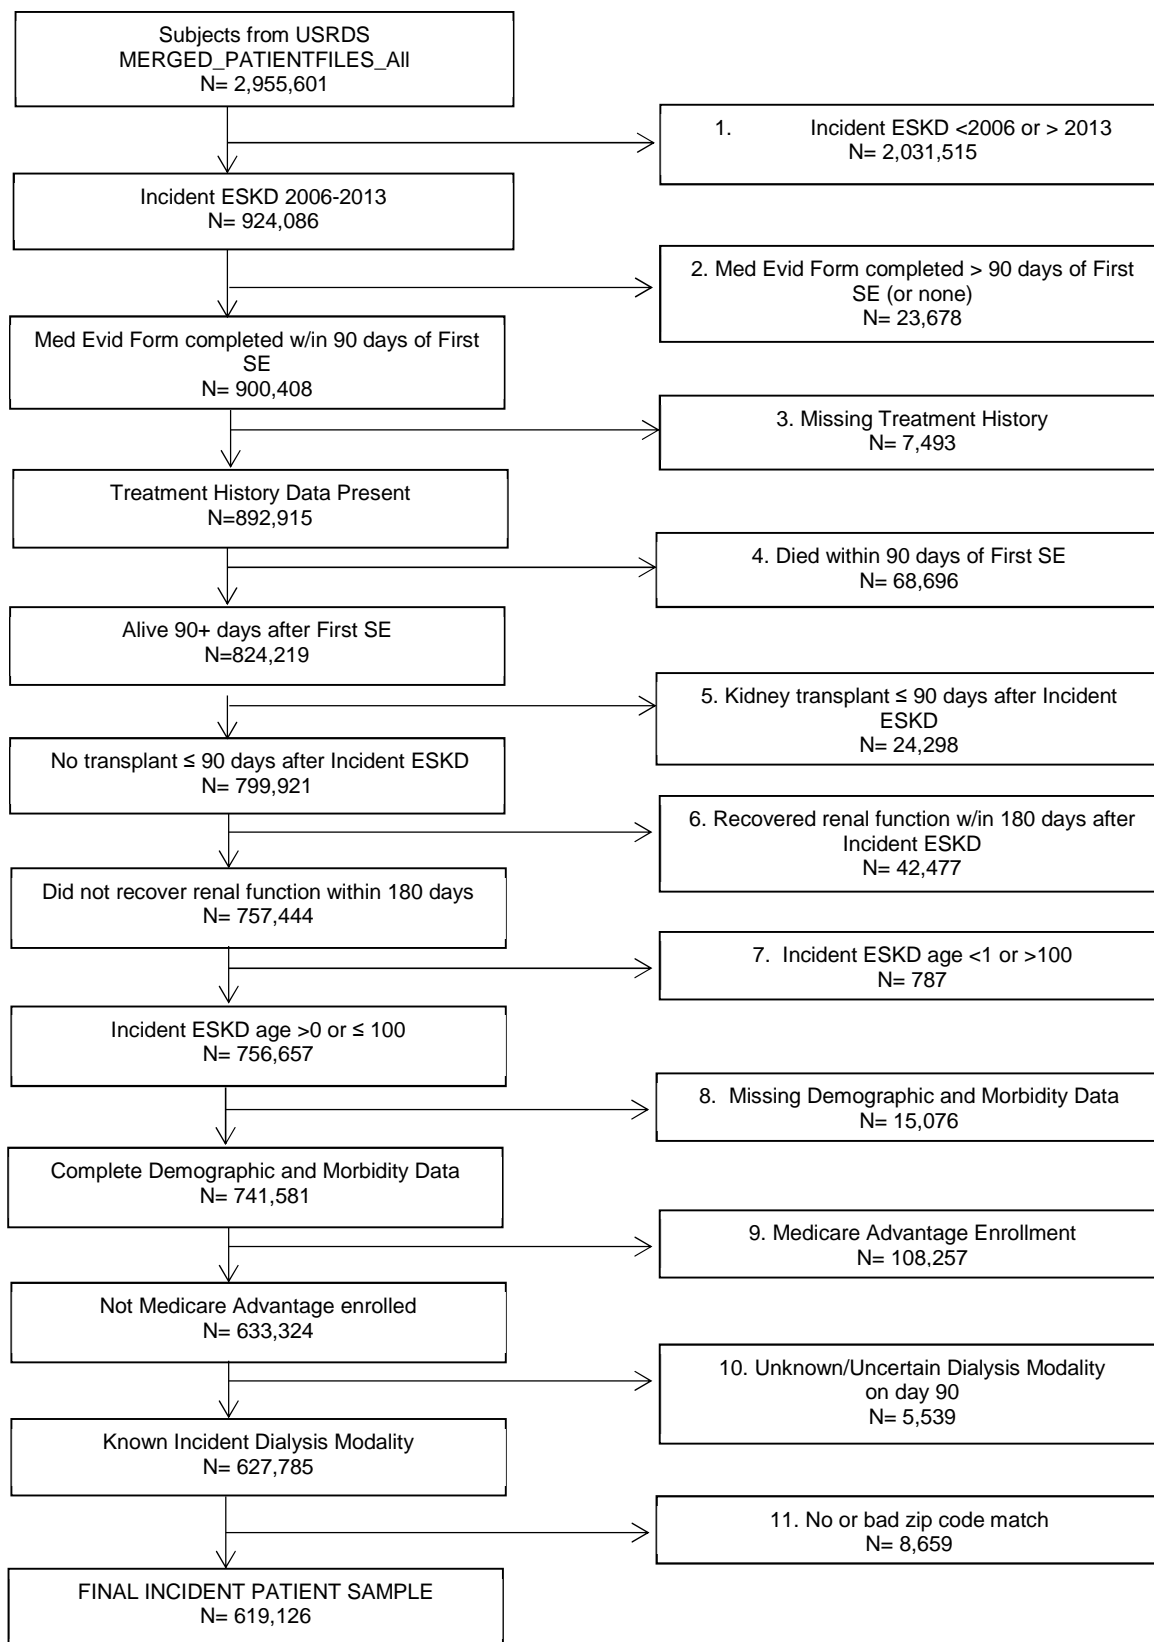 Subjects from USRDS
MERGED_PATIENTFILES_All
N= 2,955,601
1. Incident ESKD <2006 or > 2013
N= 2,031,515
Incident ESKD 2006-2013
N= 924,086
2. Med Evid Form completed > 90 days of First
SE (or none)
N= 23,678
Med Evid Form completed w/in 90 days of First
SE
N= 900,408
3. Missing Treatment History
N= 7,493
Treatment History Data Present
N=892,915
4. Died within 90 days of First SE
N= 68,696
Alive 90+ days after First SE
N=824,219
5. Kidney transplant ≤ 90 days after Incident
ESKD
N= 24,298
No transplant ≤ 90 days after Incident ESKD
N= 799,921
6. Recovered renal function w/in 180 days after
Incident ESKD
N= 42,477
Did not recover renal function within 180 days
N= 757,444
7. Incident ESKD age <1 or >100
N= 787
Incident ESKD age >0 or ≤ 100
N= 756,657
8. Missing Demographic and Morbidity Data
N= 15,076
Complete Demographic and Morbidity Data
N= 741,581
9. Medicare Advantage Enrollment
N= 108,257
Not Medicare Advantage enrolled
N= 633,324
10. Unknown/Uncertain Dialysis Modality
on day 90
N= 5,539
Known Incident Dialysis Modality
N= 627,785
11. No or bad zip code match
N= 8,659
FINAL INCIDENT PATIENT SAMPLE
N= 619,126